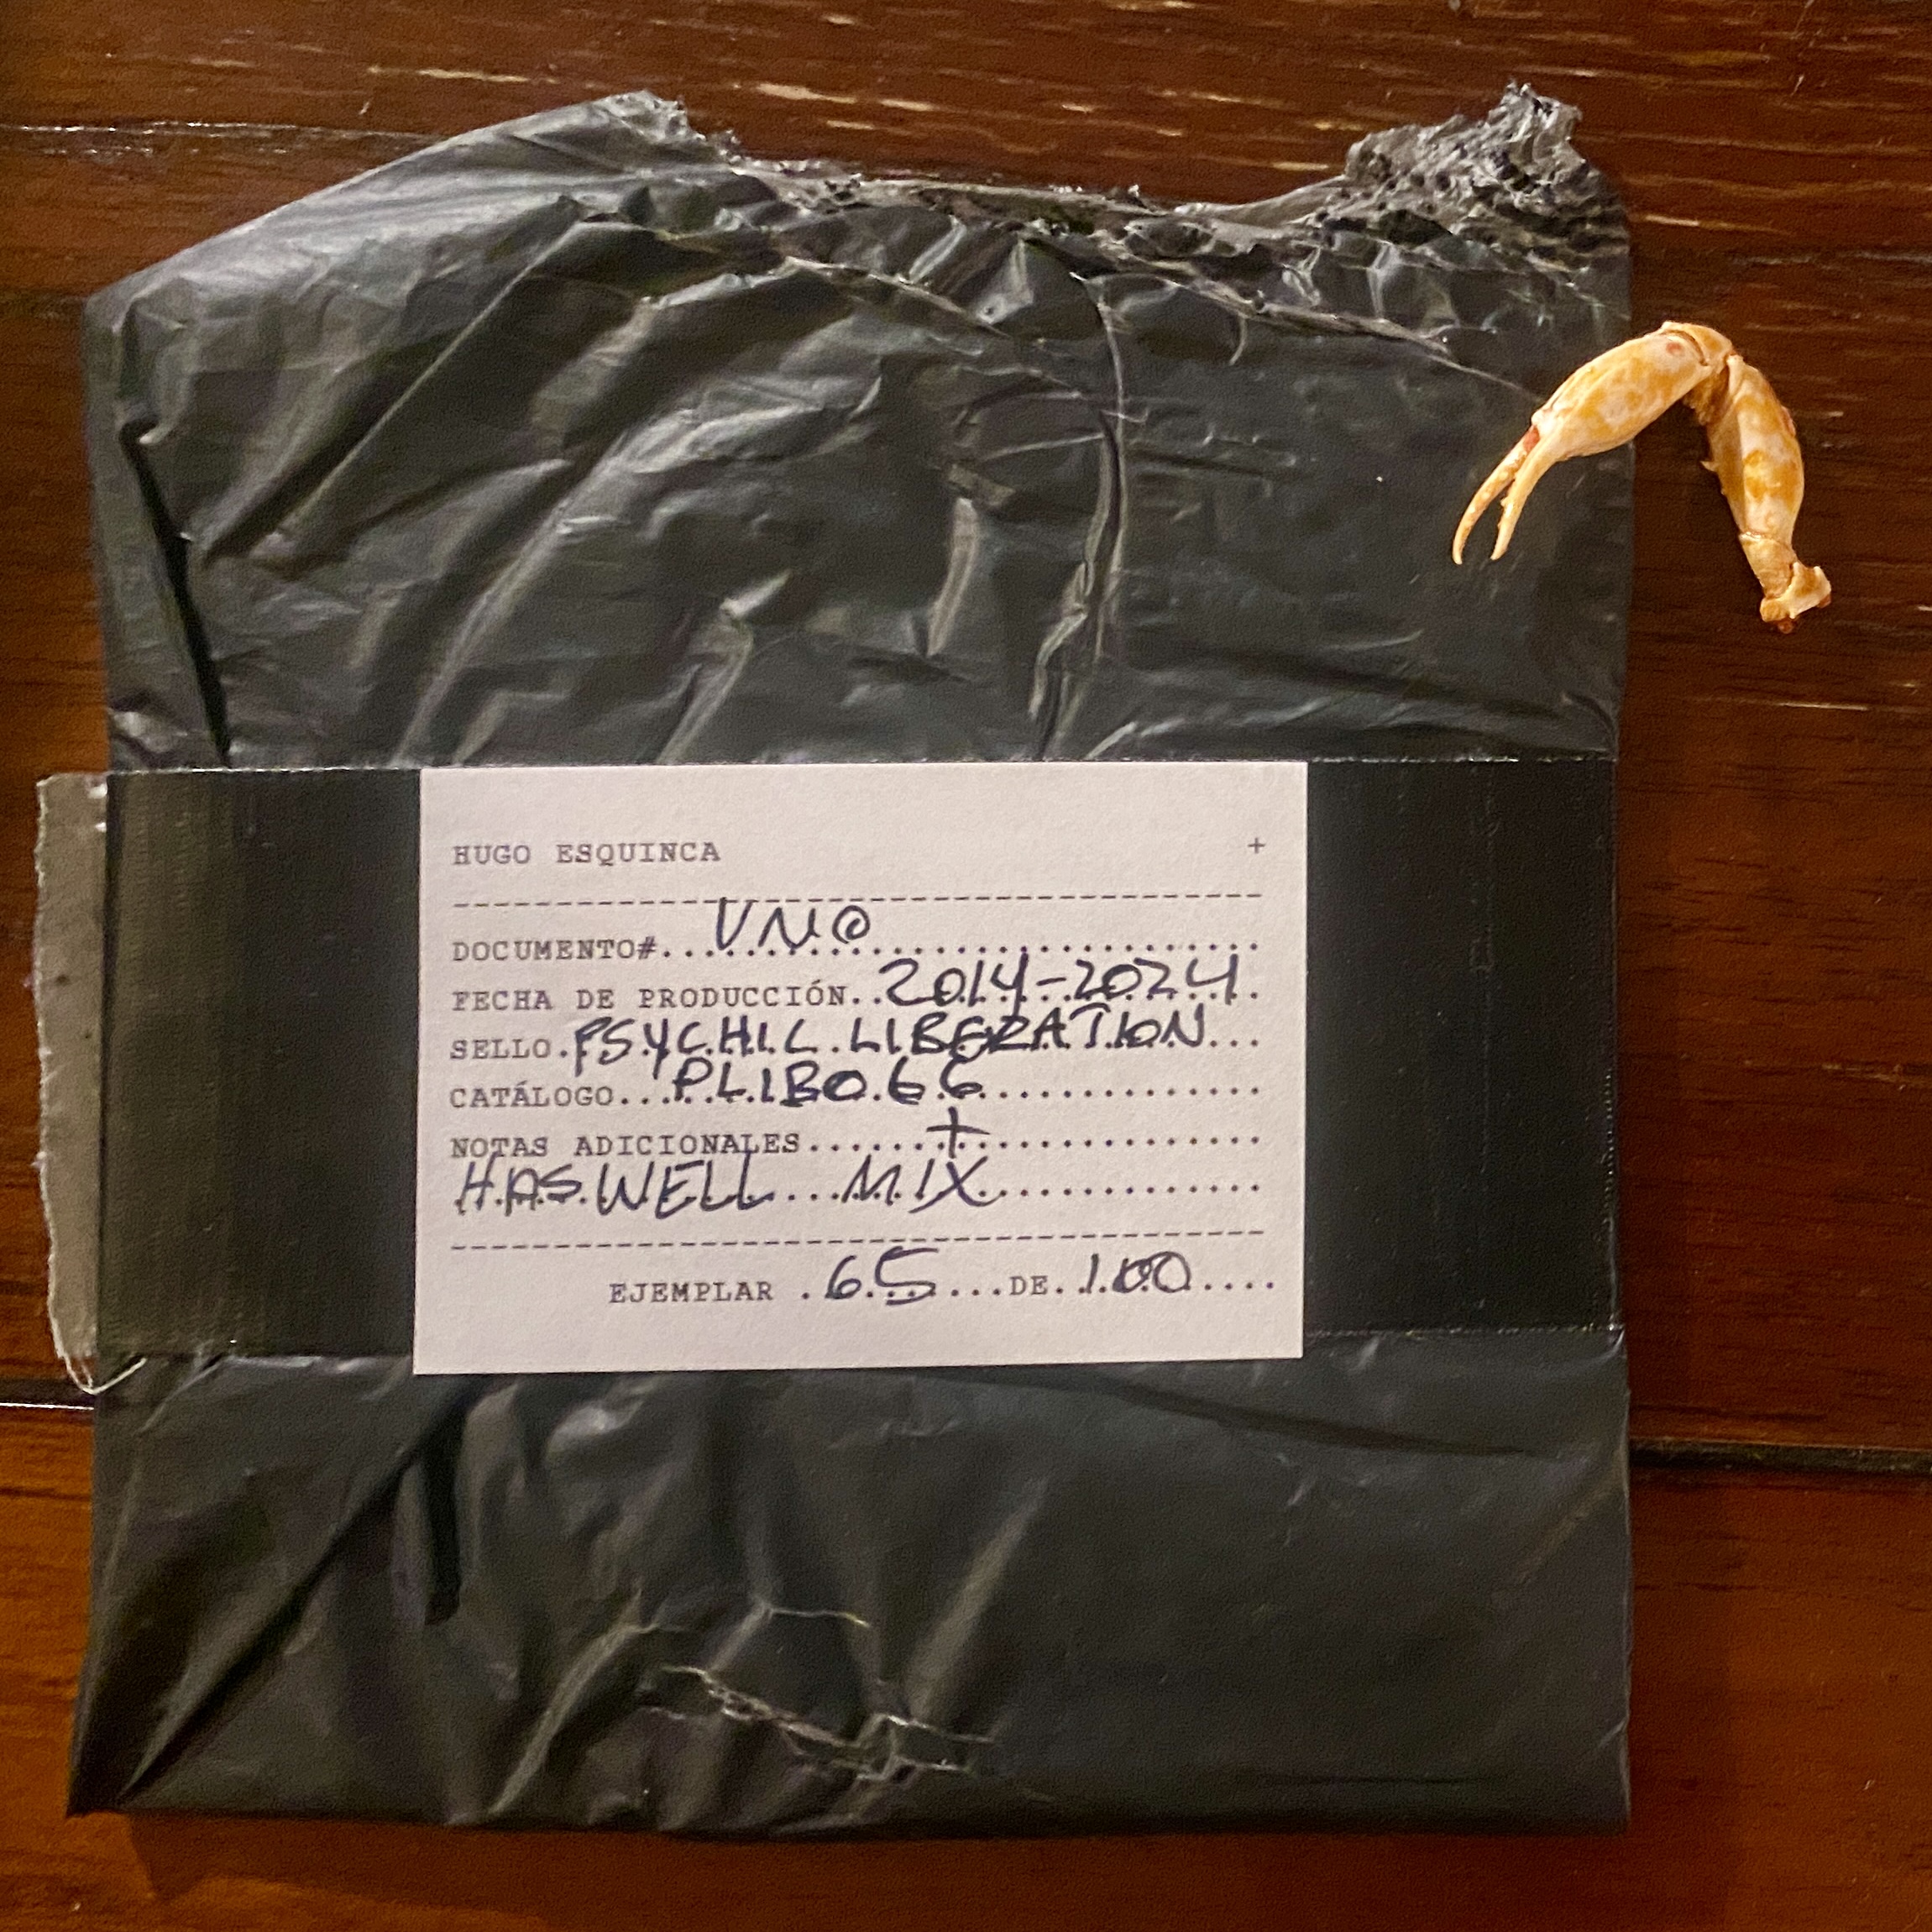 HUGO ESQUINCA +
DOCUMENTO#... UNO
FECHA DE PRODUCCIÓN.. 2014-2024
SELLO. PSYCHIC LIBERATION...
CATÁLOGO... PLIB066
NOTAS ADICIONALES...... +
HASWELL MIX
EJEMPLAR . 65 ...DE. 100 ....